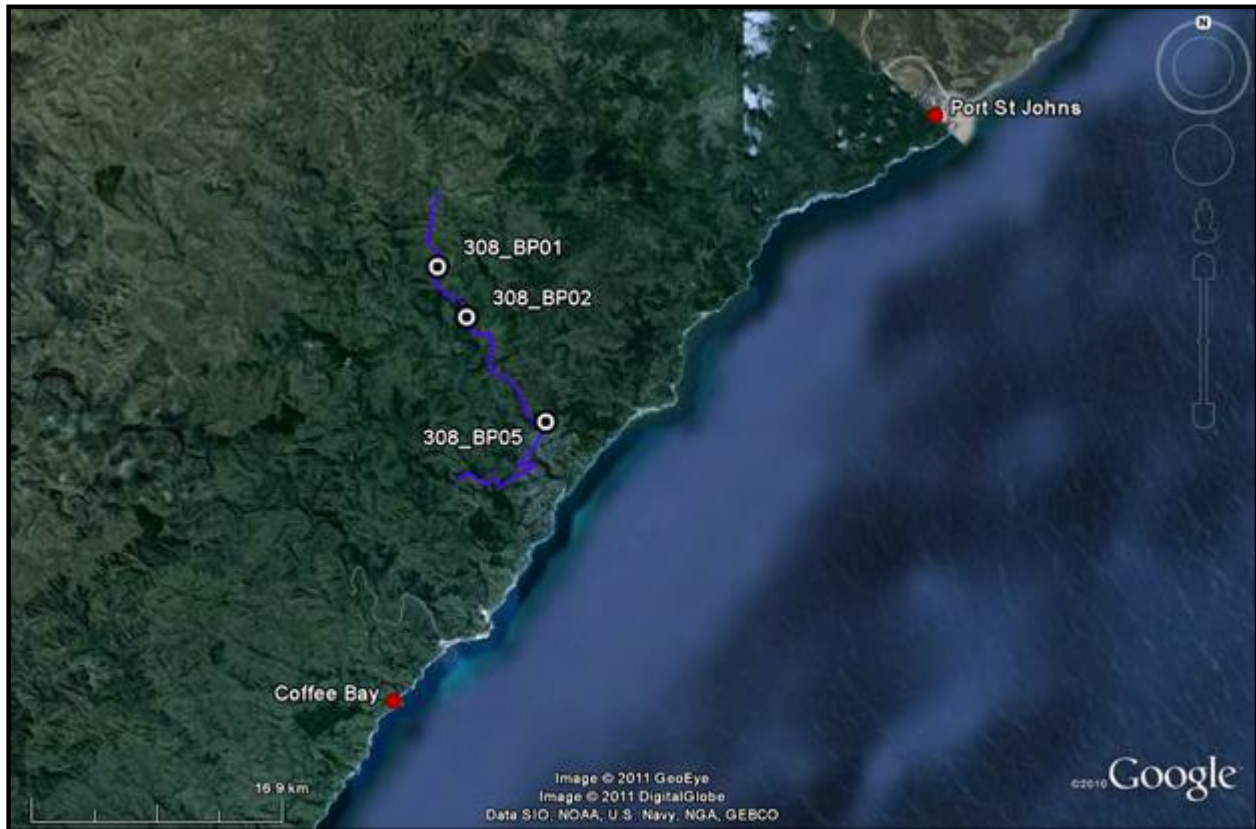 N
Port St Johns
308_BP01
308_BP02
308_BP05
Coffee Bay
16.9 km
Image © 2011 GeoEye
Image © 2011 DigitalGlobe
Data SIO, NOAA, U.S. Navy, NGA, GEBCO
©2010 Google